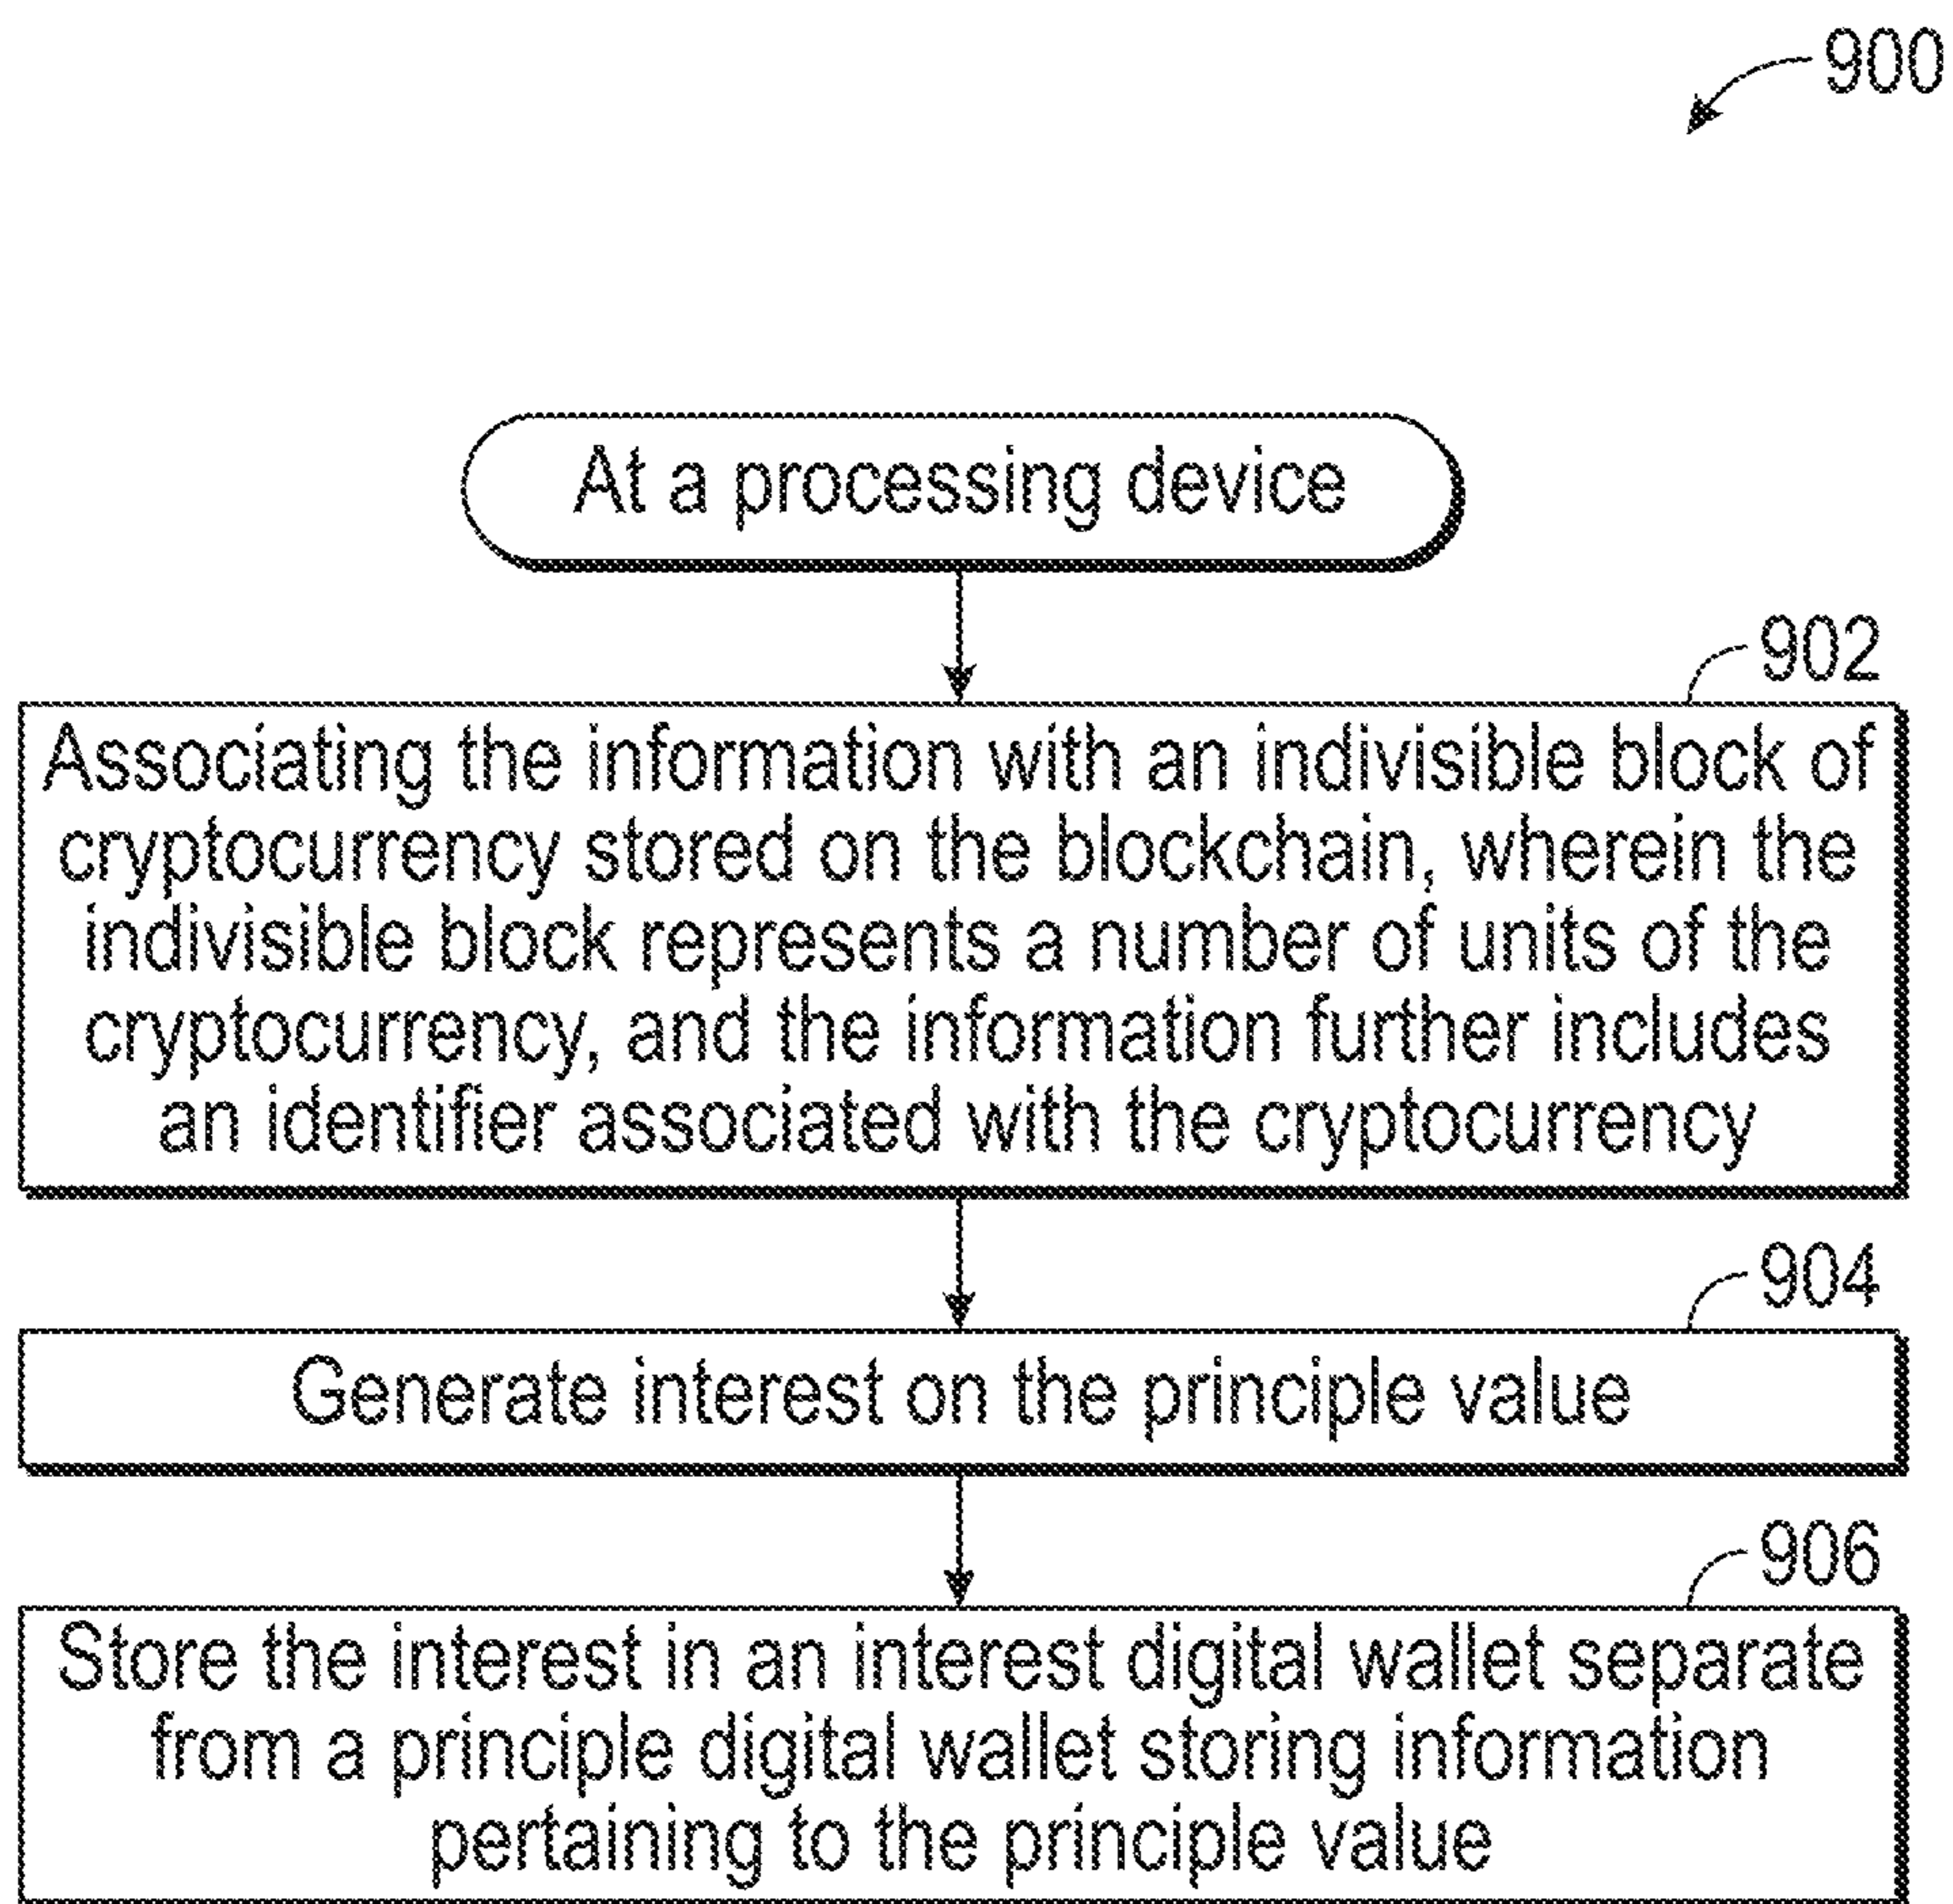 900
At a processing device
902
Associating the information with an indivisible block of
cryptocurrency stored on the blockchain, wherein the
indivisible block represents a number of units of the
cryptocurrency, and the information further includes
an identifier associated with the cryptocurrency
904
Generate interest on the principle value
906
Store the interest in an interest digital wallet separate
from a principle digital wallet storing information
pertaining to the principle value